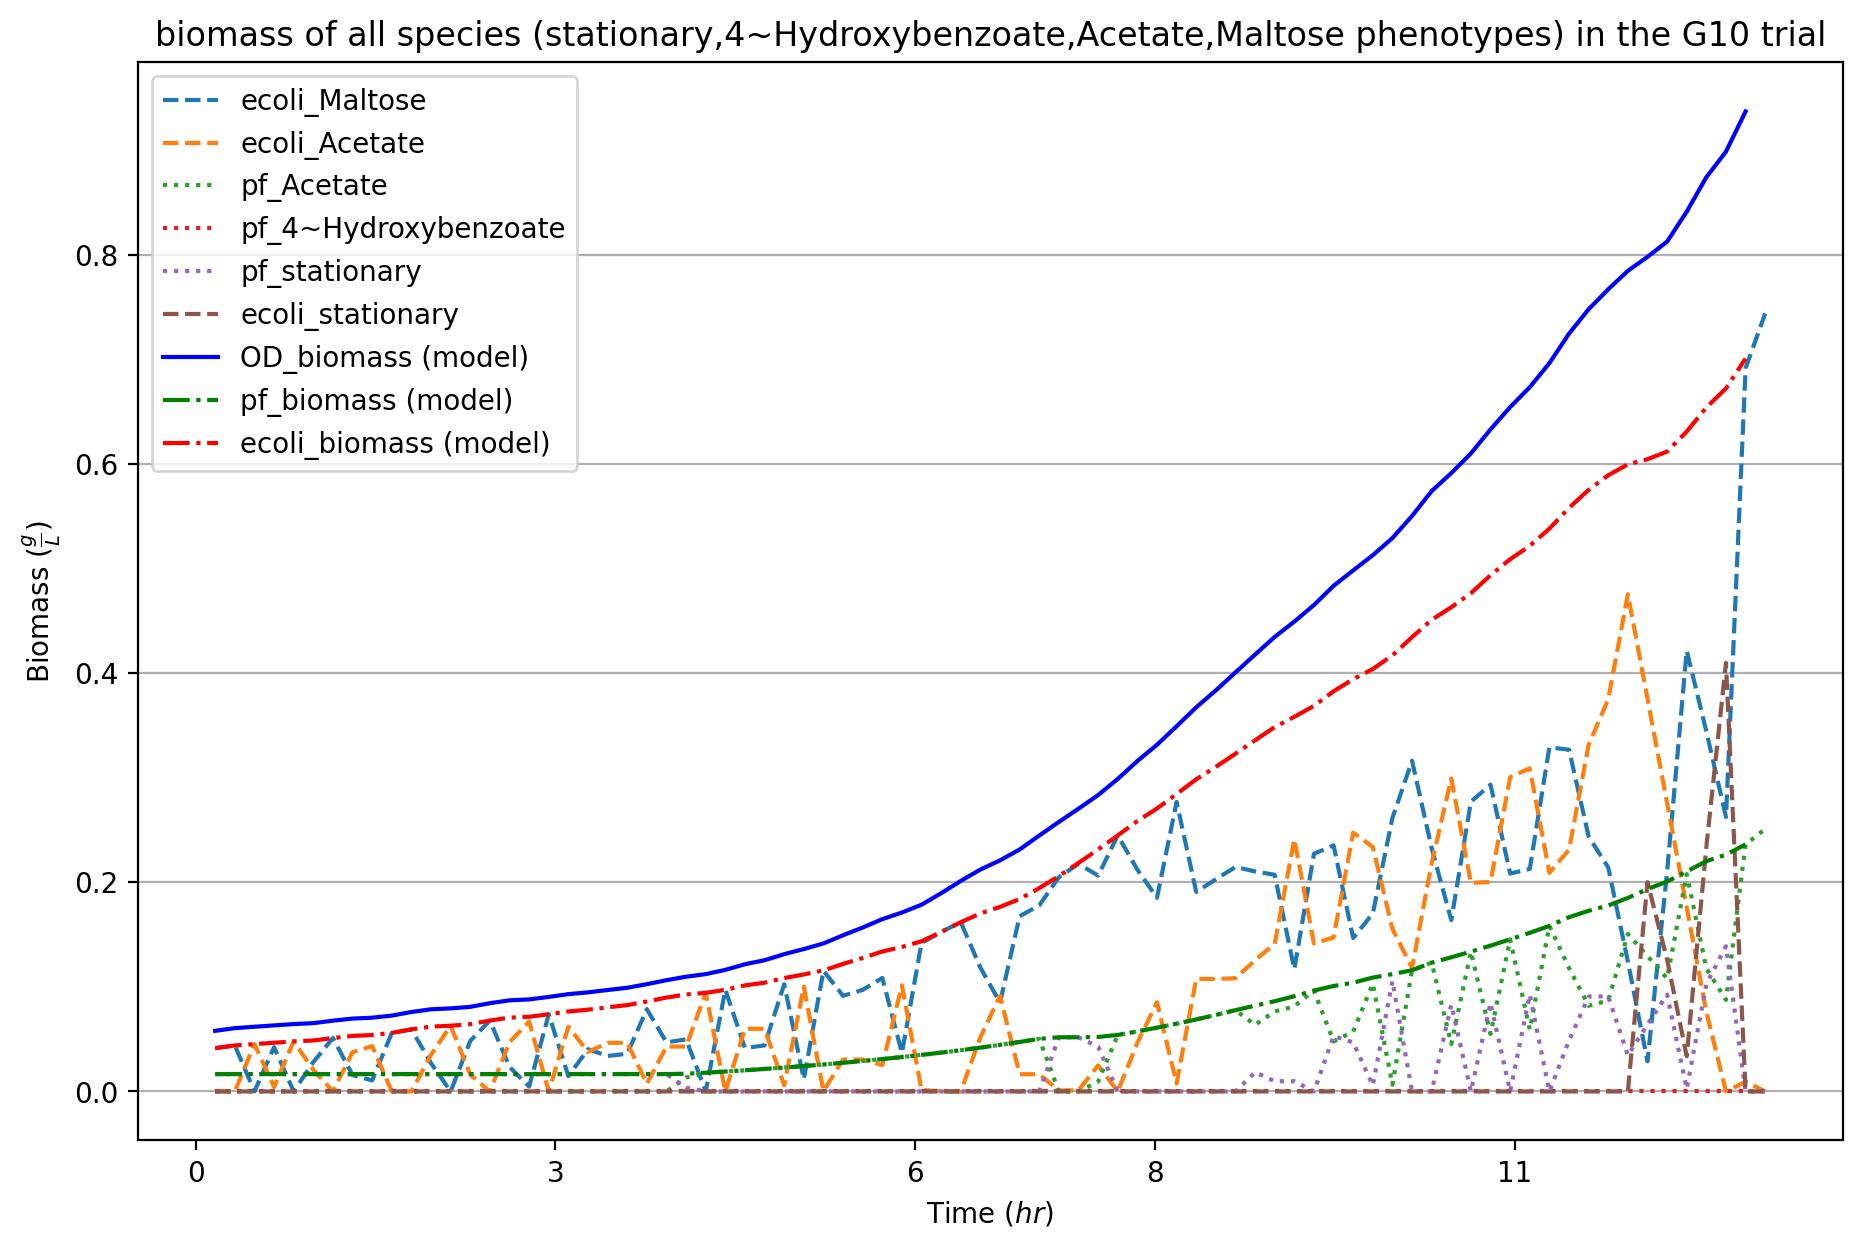 biomass of all species (stationary,4~Hydroxybenzoate,Acetate,Maltose phenotypes) in the G10 trial
ecoli_Maltose
ecoli_Acetate
pf_Acetate
pf_4~Hydroxybenzoate
pf_stationary
ecoli_stationary
OD_biomass (model)
pf_biomass (model)
ecoli_biomass (model)
0.8
0.6
0.4
0.2
0.0
Biomass (g/L)
0 3 6 8 11
Time (hr)